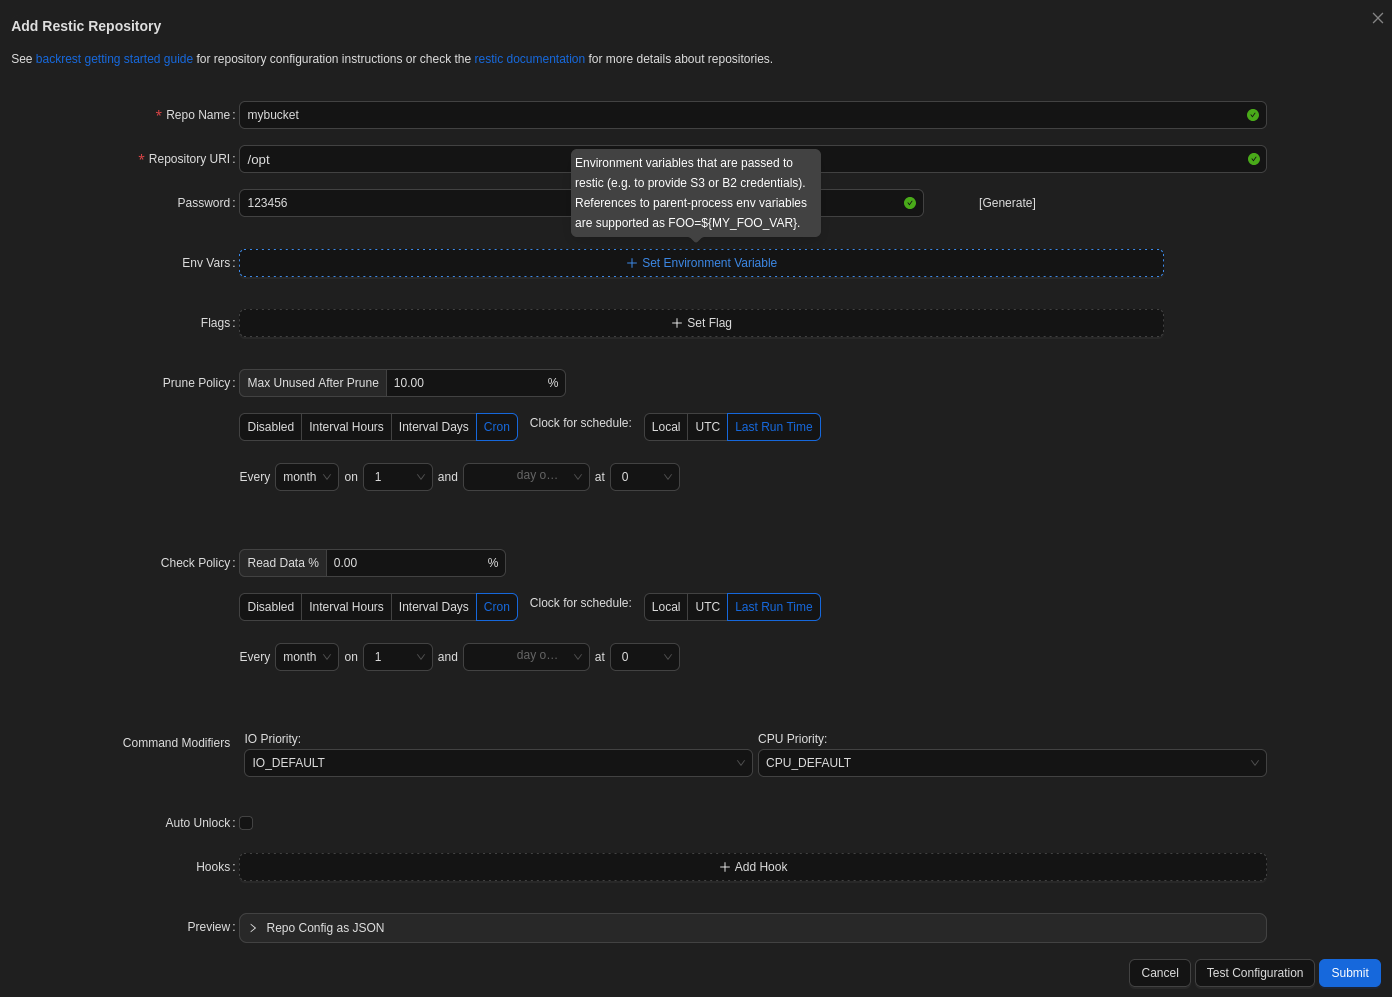 Add Restic Repository
See backrest getting started guide for repository configuration instructions or check the restic documentation for more details about repositories.
* Repo Name : mybucket
* Repository URI : /opt
Environment variables that are passed to
restic (e.g. to provide S3 or B2 credentials).
References to parent-process env variables
are supported as FOO=${MY_FOO_VAR}.
Password : 123456 [Generate]
Env Vars : + Set Environment Variable
Flags : + Set Flag
Prune Policy : Max Unused After Prune 10.00 %
Disabled Interval Hours Interval Days Cron Clock for schedule: Local UTC Last Run Time
Every month on 1 and day o… at 0
Check Policy : Read Data % 0.00 %
Disabled Interval Hours Interval Days Cron Clock for schedule: Local UTC Last Run Time
Every month on 1 and day o… at 0
Command Modifiers IO Priority: CPU Priority:
IO_DEFAULT CPU_DEFAULT
Auto Unlock :
Hooks : + Add Hook
Preview : Repo Config as JSON
Cancel Test Configuration Submit